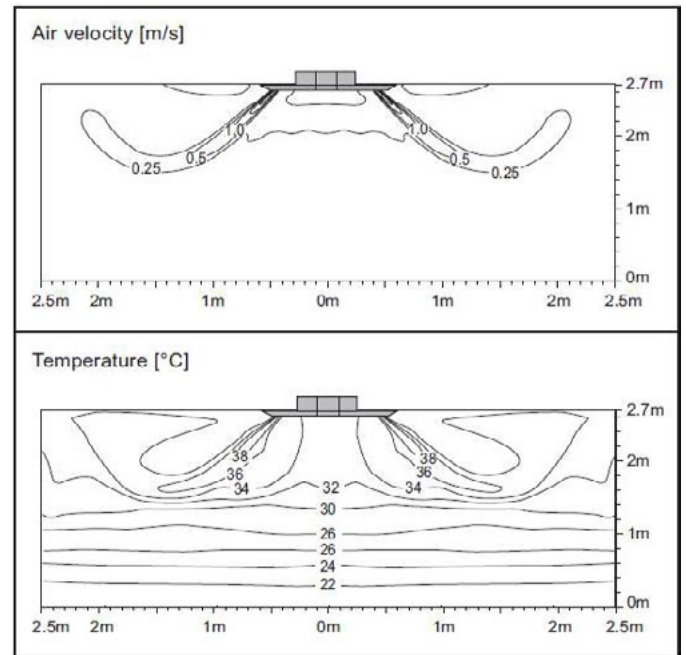 Air velocity [m/s]
2.7m
1.0 1.0
2m
0.5 0.5
0.25 0.25
1m
0m
2.5m 2m 1m 0m 1m 2m 2.5m
Temperature [°C]
2.7m
38 38
2m
36 36
34 32 34
30
26 1m
26
24
22
0m
2.5m 2m 1m 0m 1m 2m 2.5m